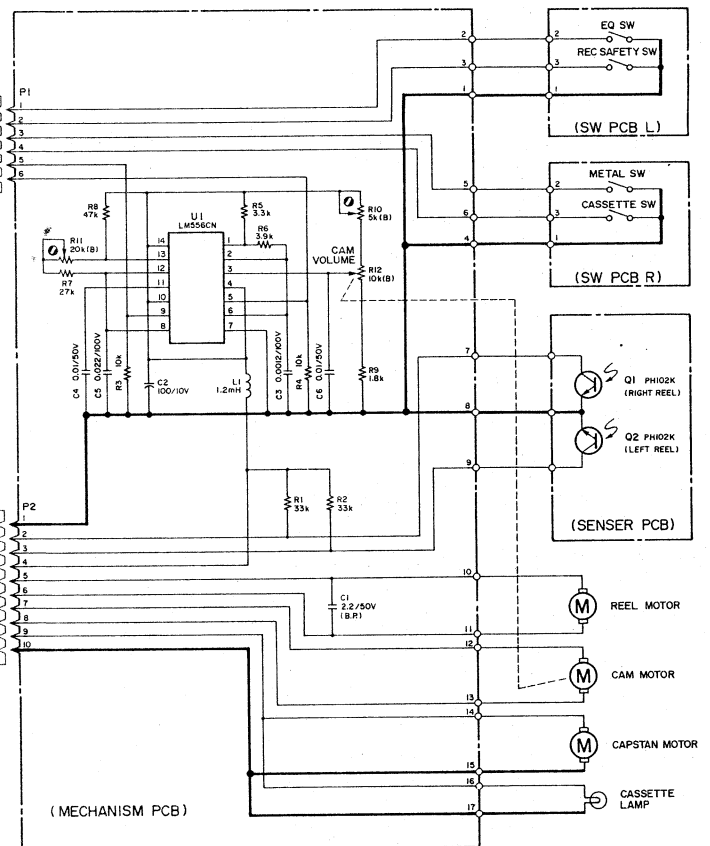 EQ SW
2
2
REC SAFETY SW
3
3
1
1
(SW PCB L)
P1
1
2
3
4
5
6
METAL SW
5
2
CASSETTE SW
6
3
4
1
(SW PCB R)
R8
47k
U1
LM556CN
R5
3.3k
R6
3.9k
R10
5k(B)
R11
20k(B)
R7
27k
14
13
12
11
10
9
8
1
2
3
4
5
6
7
CAM
VOLUME
R12
10k(B)
C4 0.01/50V
C5 0.022/100V
R3 10k
C2
100/10V
L1
1.2mH
C3 0.0012/100V
R4 10k
C6 0.01/50V
R9
1.8k
7
8
9
Q1 PH102K
(RIGHT REEL)
Q2 PH102K
(LEFT REEL)
(SENSER PCB)
R1
33k
R2
33k
P2
1
2
3
4
5
6
7
8
9
10
C1
2.2/50V
(B.P.)
10
11
M
REEL MOTOR
12
13
M
CAM MOTOR
14
15
M
CAPSTAN MOTOR
16
17
CASSETTE
LAMP
(MECHANISM PCB)